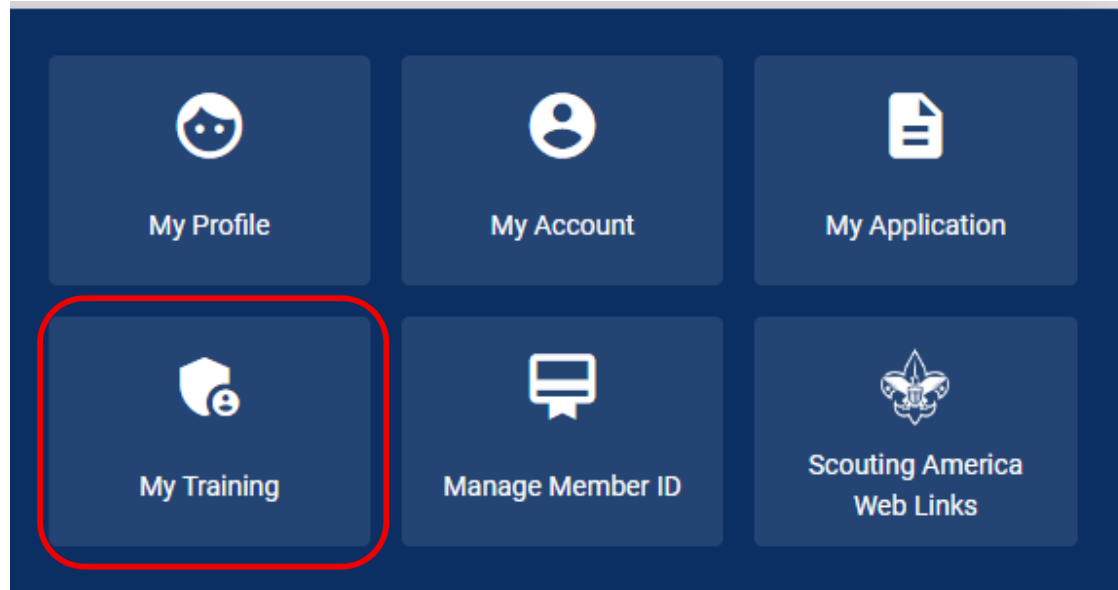 My Profile
My Account
My Application
My Training
Manage Member ID
Scouting America
Web Links